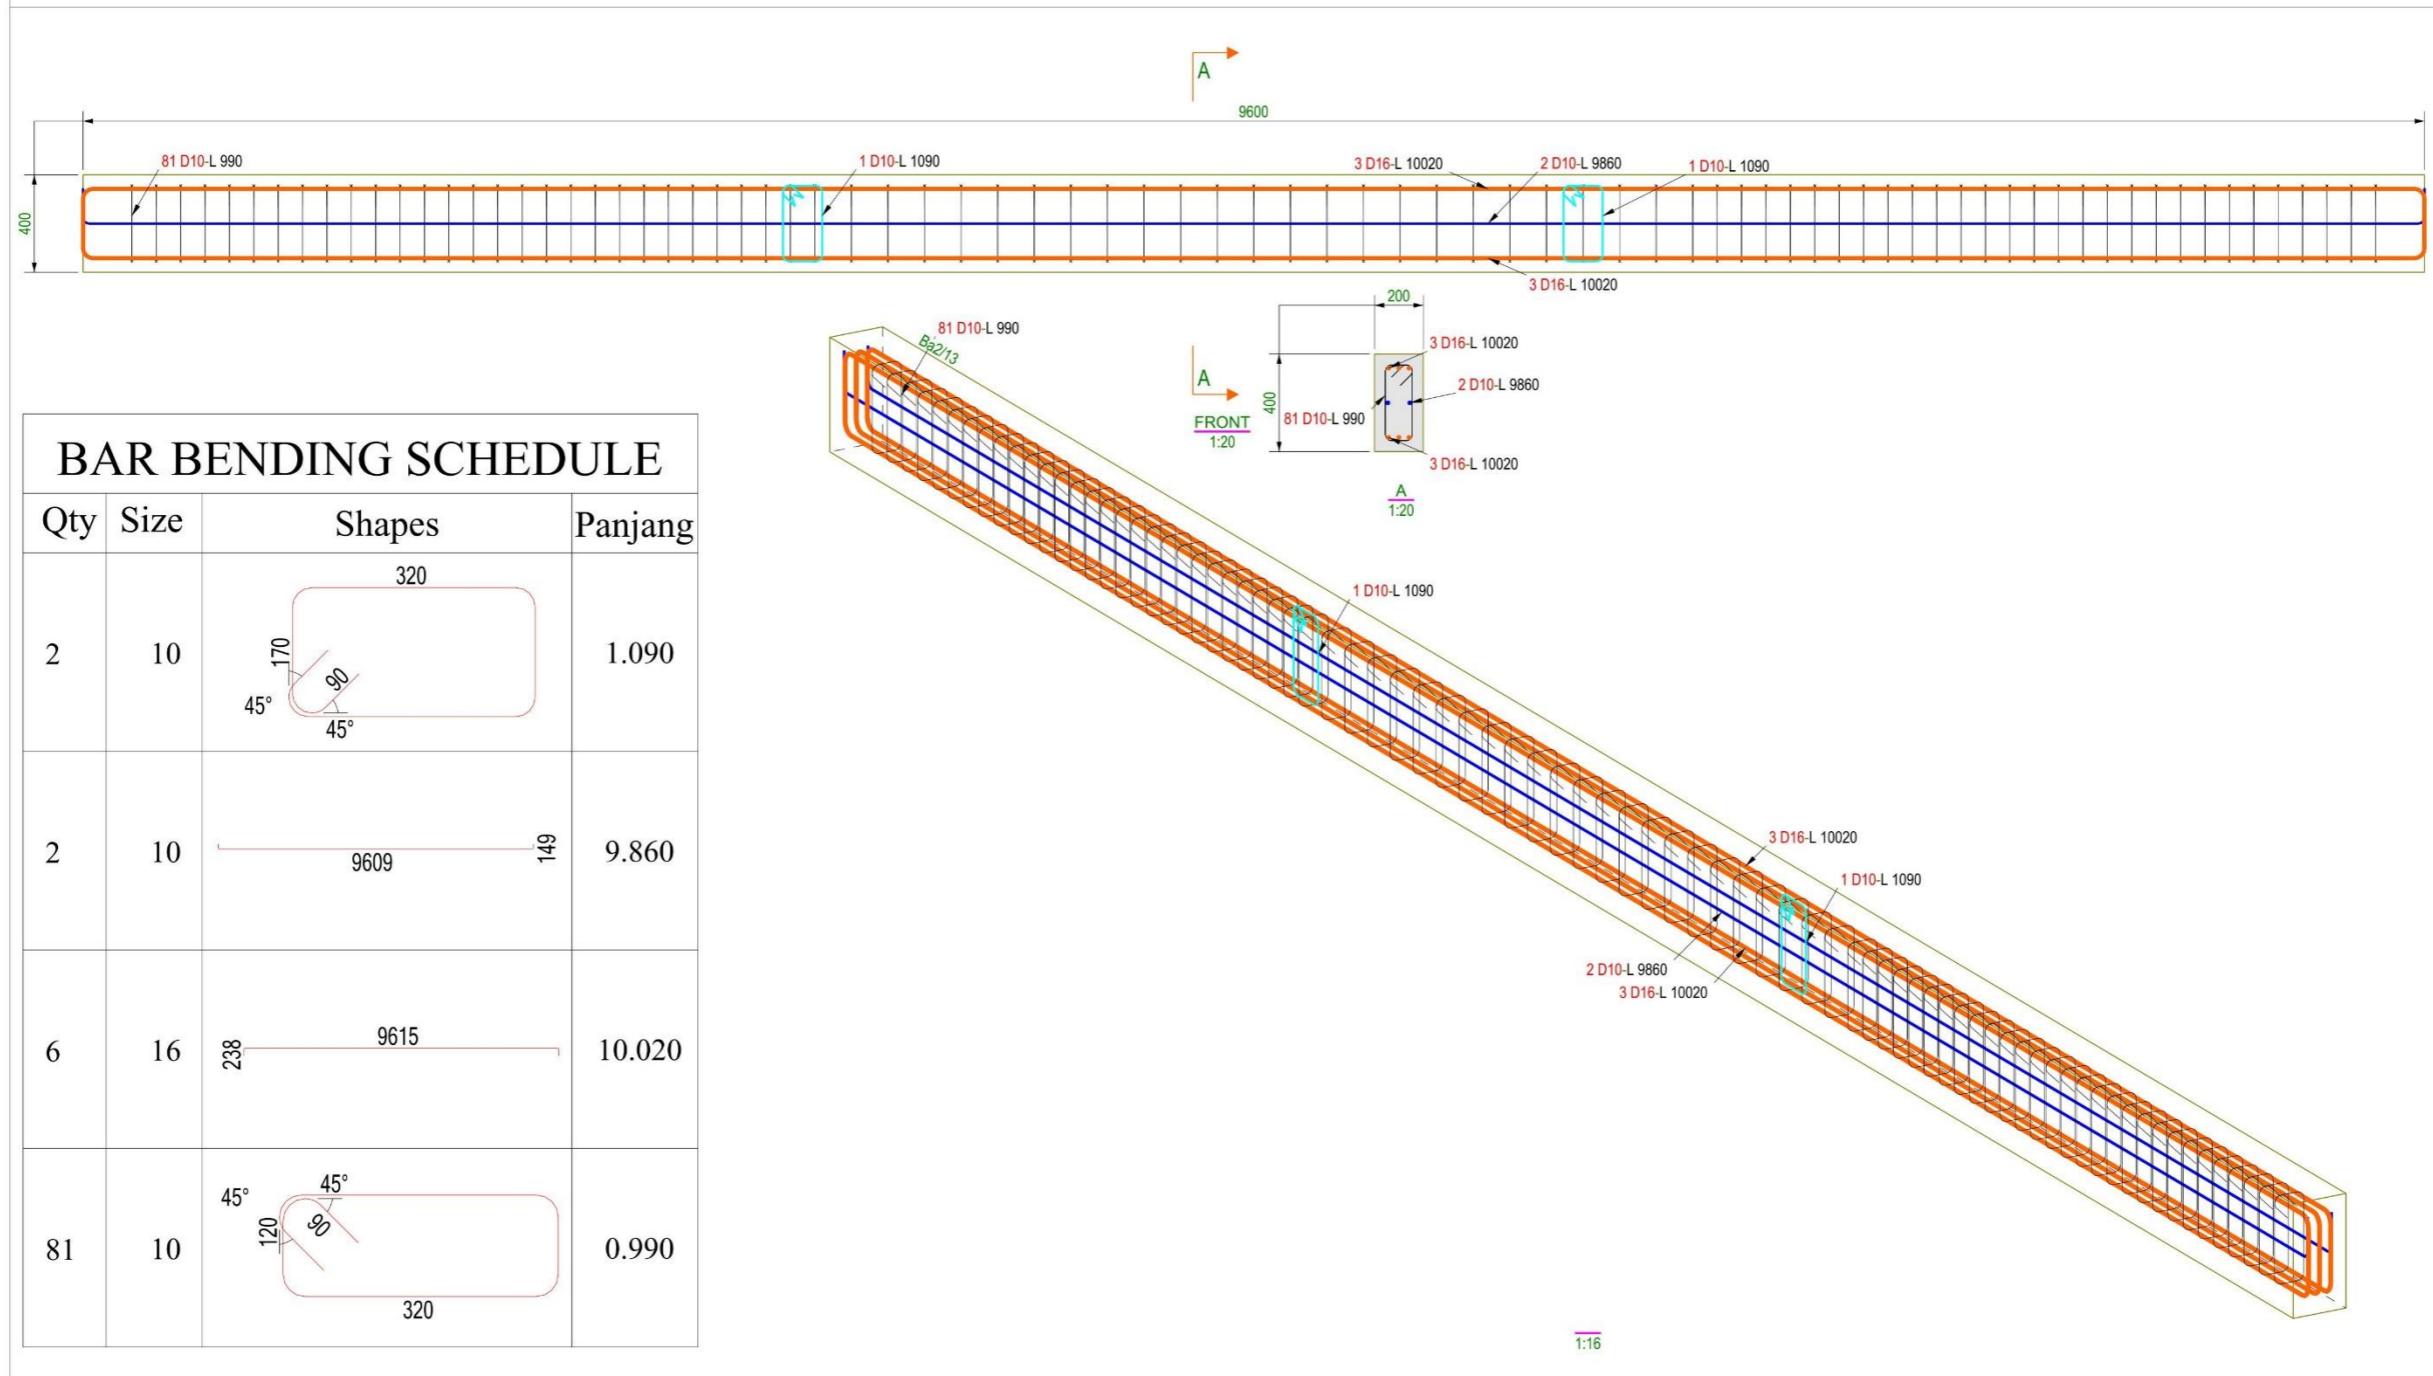 A
9600
81 D10-L 990
1 D10-L 1090
3 D16-L 10020
2 D10-L 9860
1 D10-L 1090
400
3 D16-L 10020
A
FRONT
1:20
200
400
3 D16-L 10020
2 D10-L 9860
81 D10-L 990
3 D16-L 10020
A
1:20
81 D10-L 990
Ba2/13
1 D10-L 1090
3 D16-L 10020
1 D10-L 1090
2 D10-L 9860
3 D16-L 10020
1:16
BAR BENDING SCHEDULE
Qty Size Shapes Panjang
320
170
90
45°
45°
2 10 1.090
9609
149
2 10 9.860
9615
238
6 16 10.020
45°
45°
120
90
320
81 10 0.990